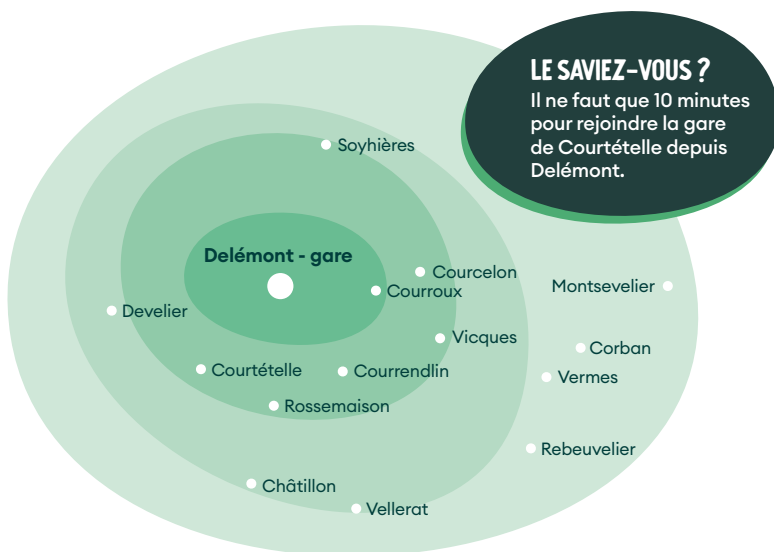 LE SAVIEZ-VOUS ?
Il ne faut que 10 minutes
pour rejoindre la gare
de Courtételle depuis
Delémont.
Soyhières
Delémont - gare
Courcelon
Montsevelier
Courroux
Develier
Vicques
Corban
Courtételle
Courrendlin
Vermes
Rossemaison
Rebeuvelier
Châtillon
Vellerat